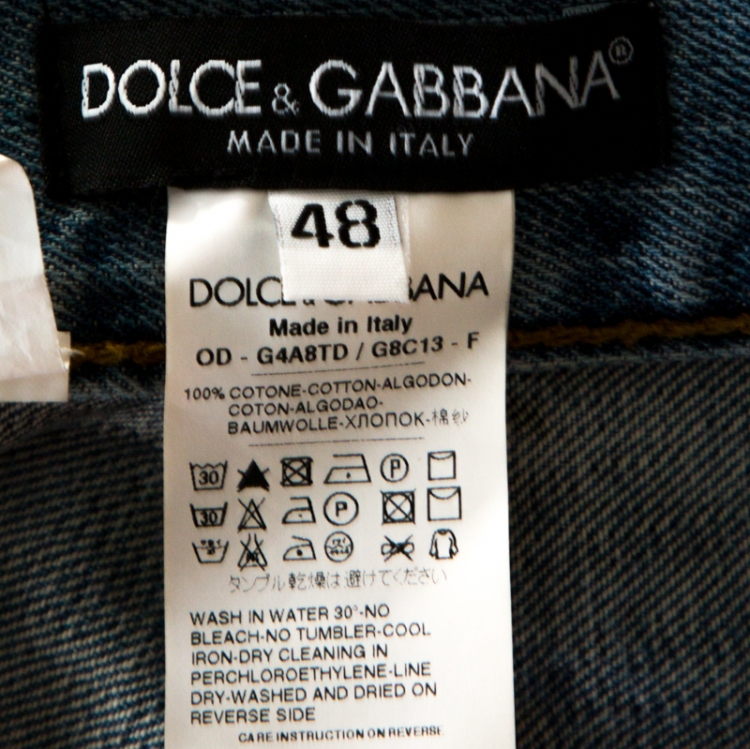 DOLCE & GABBANA®
MADE IN ITALY
48
DOLCE & GABBANA
Made in Italy
OD - G4A8TD / G8C13 - F
100% COTONE-COTTON-ALGODON-
COTON-ALGODAO-
BAUMWOLLE-ХЛОПОК-棉紗
30 P
30 P
タンブル乾燥は避けてください
WASH IN WATER 30°-NO
BLEACH-NO TUMBLER-COOL
IRON-DRY CLEANING IN
PERCHLOROETHYLENE-LINE
DRY-WASHED AND DRIED ON
REVERSE SIDE
CARE INSTRUCTION ON REVERSE